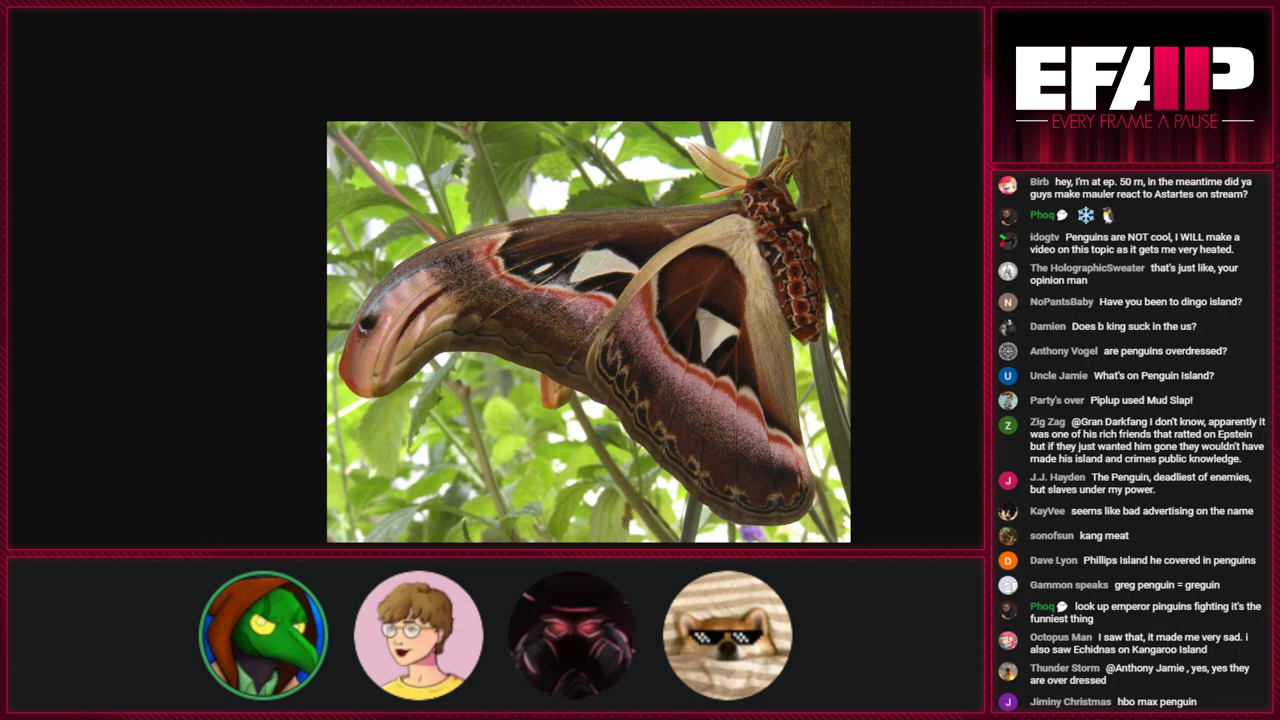 EFAP
EVERY FRAME A PAUSE
Birb hey, I'm at ep. 50 rn, in the meantime did ya
guys make mauler react to Astartes on stream?
Phoq
idogtv Penguins are NOT cool, I WILL make a
video on this topic as it gets me very heated.
The HolographicSweater that's just like, your
opinion man
N NoPantsBaby Have you been to dingo island?
Damien Does b king suck in the us?
Anthony Vogel are penguins overdressed?
U Uncle Jamie What's on Penguin Island?
Party's over Piplup used Mud Slap!
Z Zig Zag @Gran Darkfang I don't know, apparently it
was one of his rich friends that ratted on Epstein
but if they just wanted him gone they wouldn't have
made his island and crimes public knowledge.
J J.J. Hayden The Penguin, deadliest of enemies,
but slaves under my power.
KayVee seems like bad advertising on the name
sonofsun kang meat
D Dave Lyon Phillips Island he covered in penguins
Gammon speaks greg penguin = greguin
Phoq look up emperor pinguins fighting it's the
funniest thing
Octopus Man I saw that, it made me very sad. i
also saw Echidnas on Kangaroo Island
Thunder Storm @Anthony Jamie , yes, yes they
are over dressed
J Jiminy Christmas hbo max penguin